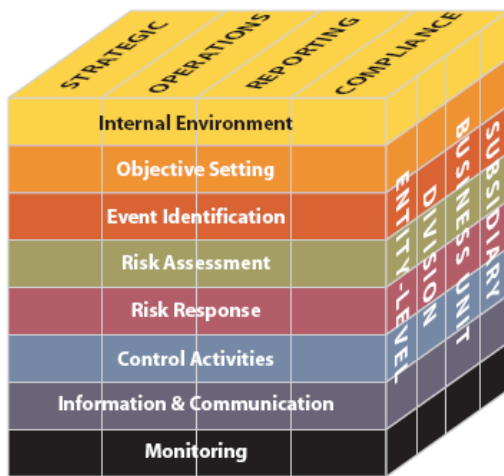 STRATEGIC
OPERATIONS
REPORTING
COMPLIANCE
Internal Environment
Objective Setting
Event Identification
Risk Assessment
Risk Response
Control Activities
Information & Communication
Monitoring
ENTITY-LEVEL
DIVISION
BUSINESS UNIT
SUBSIDIARY